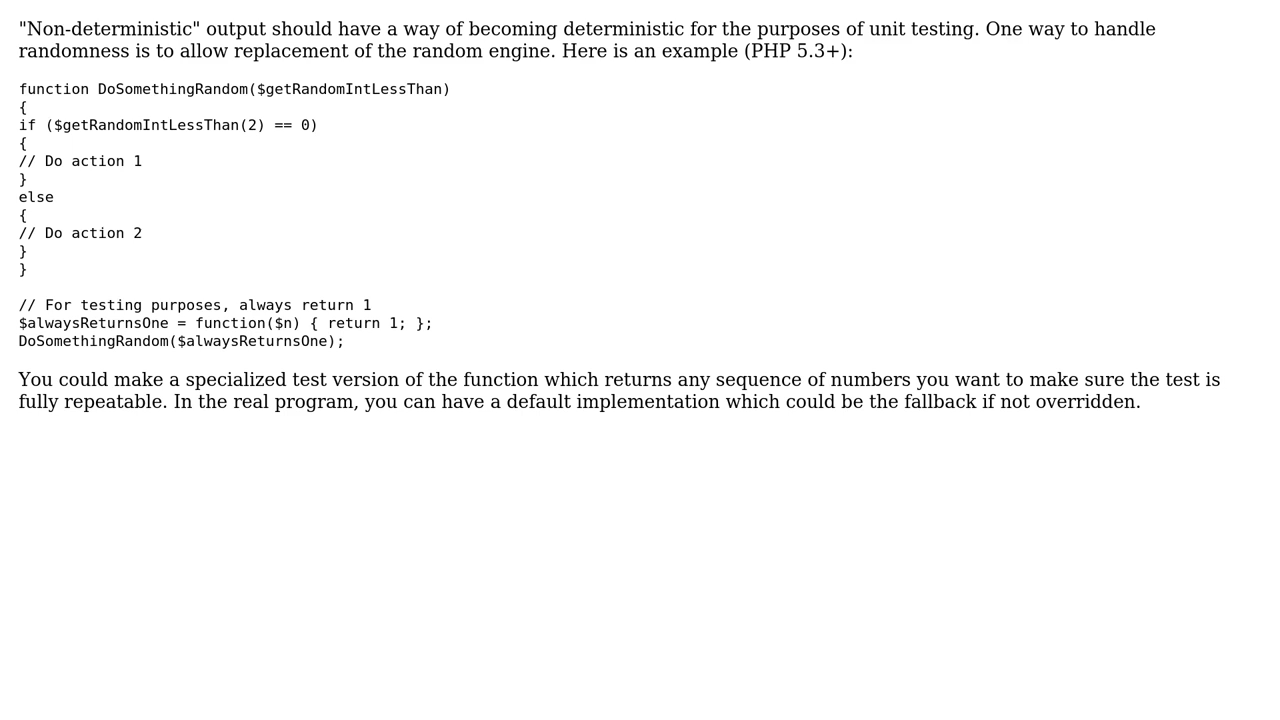 "Non-deterministic" output should have a way of becoming deterministic for the purposes of unit testing. One way to handle
randomness is to allow replacement of the random engine. Here is an example (PHP 5.3+):
function DoSomethingRandom($getRandomIntLessThan)
{
if ($getRandomIntLessThan(2) == 0)
{
// Do action 1
}
else
{
// Do action 2
}
}
// For testing purposes, always return 1
$alwaysReturnsOne = function($n) { return 1; };
DoSomethingRandom($alwaysReturnsOne);
You could make a specialized test version of the function which returns any sequence of numbers you want to make sure the test is
fully repeatable. In the real program, you can have a default implementation which could be the fallback if not overridden.